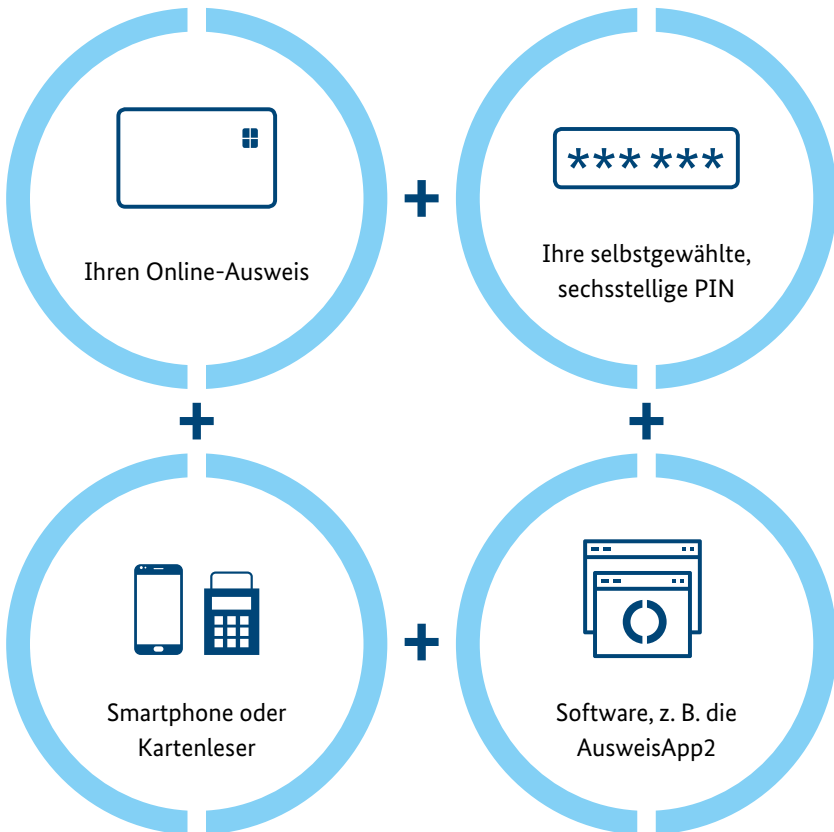 Ihren Online-Ausweis
+
*** ***
Ihre selbstgewählte,
sechsstellige PIN
+
+
Smartphone oder
Kartenleser
+
Software, z. B. die
AusweisApp2